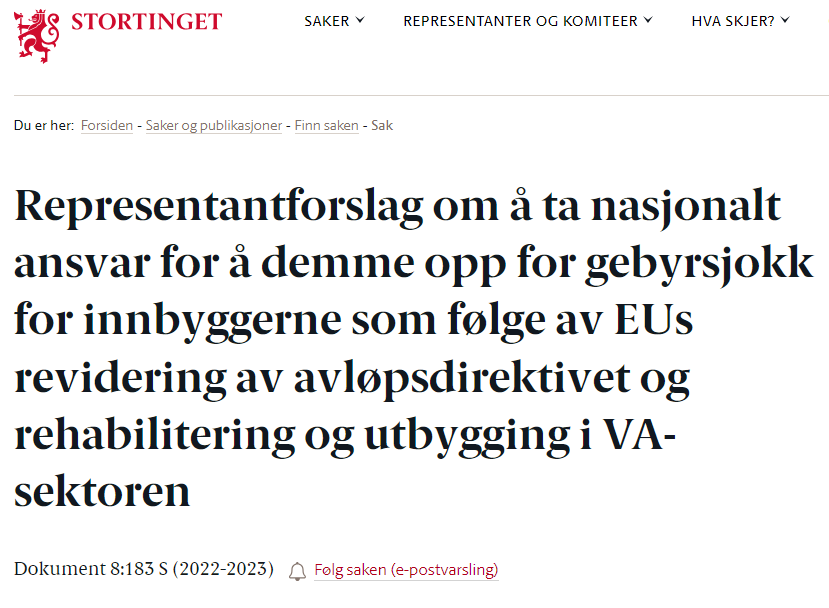 STORTINGET
SAKER REPRESENTANTER OG KOMITEER HVA SKJER?
Du er her: Forsiden - Saker og publikasjoner - Finn saken - Sak
Representantforslag om å ta nasjonalt
ansvar for å demme opp for gebyrsjokk
for innbyggerne som følge av EUs
revidering av avløpsdirektivet og
rehabilitering og utbygging i VA-
sektoren
Dokument 8:183 S (2022-2023) Følg saken (e-postvarsling)